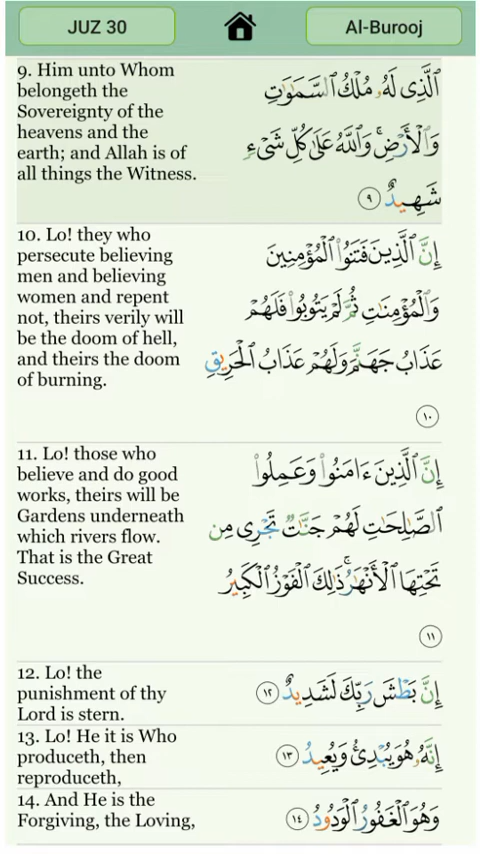 JUZ 30
Al-Burooj
9. Him unto Whom
belongeth the
Sovereignty of the
heavens and the
earth; and Allah is of
all things the Witness.
ٱلَّذِى لَهُۥ مُلْكُ ٱلسَّمَٰوَٰتِ
وَٱلْأَرْضِ ۚ وَٱللَّهُ عَلَىٰ كُلِّ شَىْءٍ
شَهِيدٌ ٩
10. Lo! they who
persecute believing
men and believing
women and repent
not, theirs verily will
be the doom of hell,
and theirs the doom
of burning.
إِنَّ ٱلَّذِينَ فَتَنُوا۟ ٱلْمُؤْمِنِينَ
وَٱلْمُؤْمِنَٰتِ ثُمَّ لَمْ يَتُوبُوا۟ فَلَهُمْ
عَذَابُ جَهَنَّمَ وَلَهُمْ عَذَابُ ٱلْحَرِيقِ
١٠
11. Lo! those who
believe and do good
works, theirs will be
Gardens underneath
which rivers flow.
That is the Great
Success.
إِنَّ ٱلَّذِينَ ءَامَنُوا۟ وَعَمِلُوا۟
ٱلصَّٰلِحَٰتِ لَهُمْ جَنَّٰتٌ تَجْرِى مِن
تَحْتِهَا ٱلْأَنْهَٰرُ ۚ ذَٰلِكَ ٱلْفَوْزُ ٱلْكَبِيرُ
١١
12. Lo! the
punishment of thy
Lord is stern.
إِنَّ بَطْشَ رَبِّكَ لَشَدِيدٌ ١٢
13. Lo! He it is Who
produceth, then
reproduceth,
إِنَّهُۥ هُوَ يُبْدِئُ وَيُعِيدُ ١٣
14. And He is the
Forgiving, the Loving,
وَهُوَ ٱلْغَفُورُ ٱلْوَدُودُ ١٤